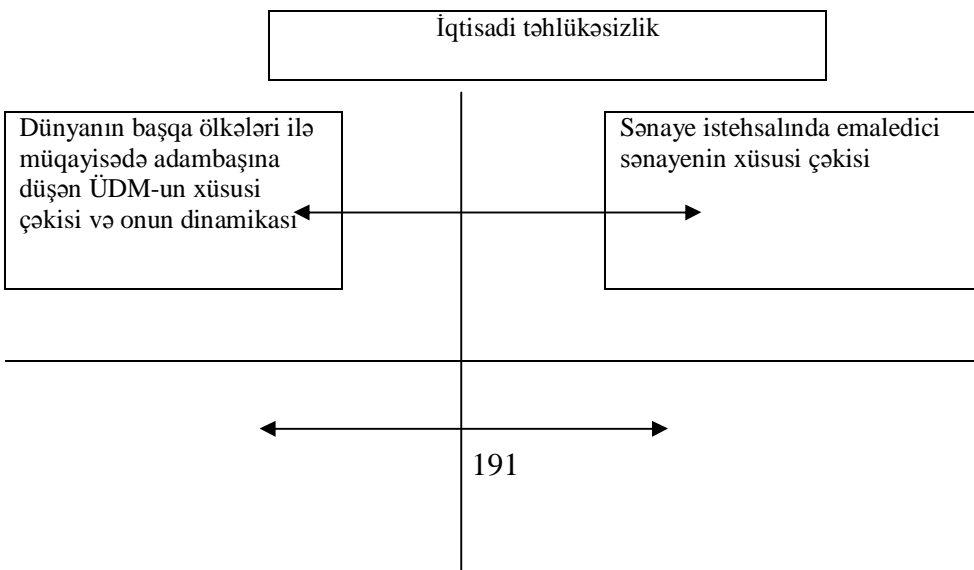 İqtisadi təhlükəsizlik
Dünyanın başqa ölkələri ilə
müqayisədə adambaşına
düşən ÜDM-un xüsusi
çəkisi və onun dinamikası
Sənaye istehsalında emaledici
sənayenin xüsusi çəkisi
191